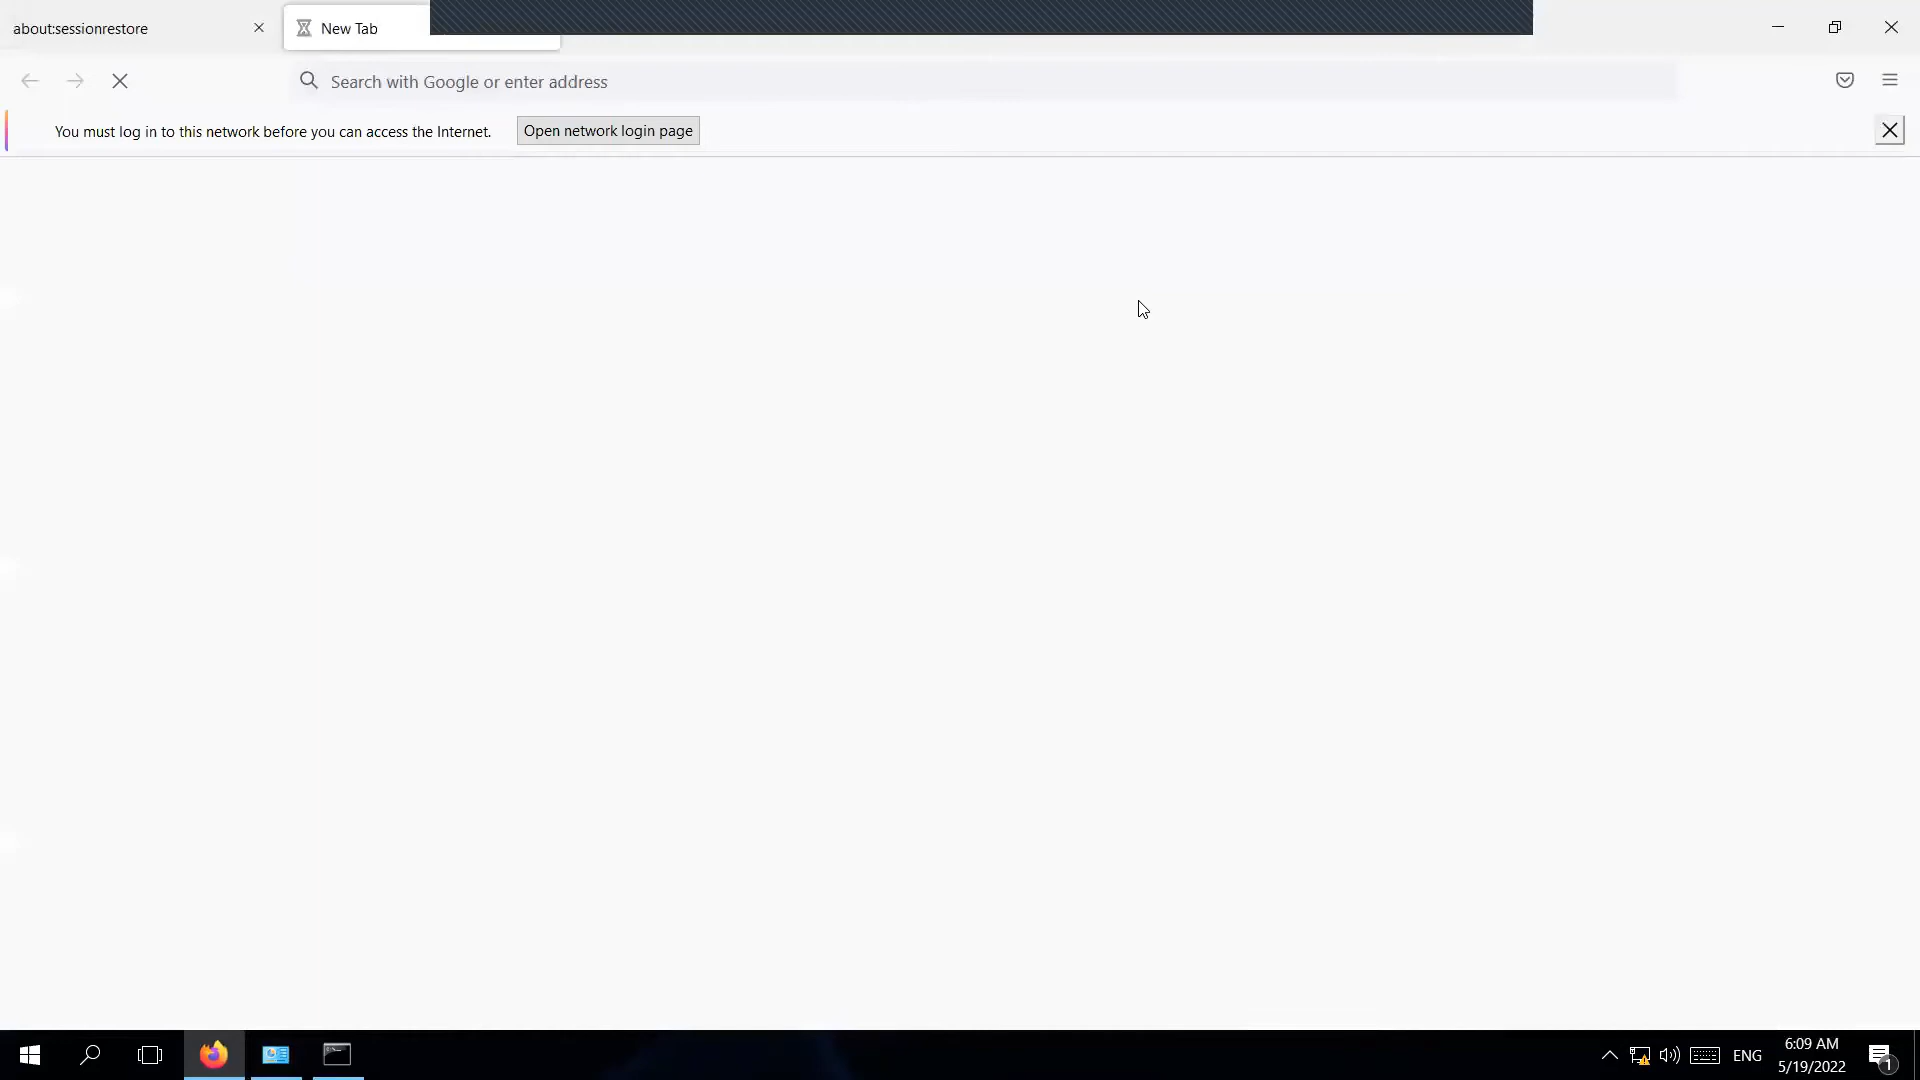 about:sessionrestore
New Tab
Search with Google or enter address
You must log in to this network before you can access the Internet.
Open network login page
ENG
6:09 AM
5/19/2022
1